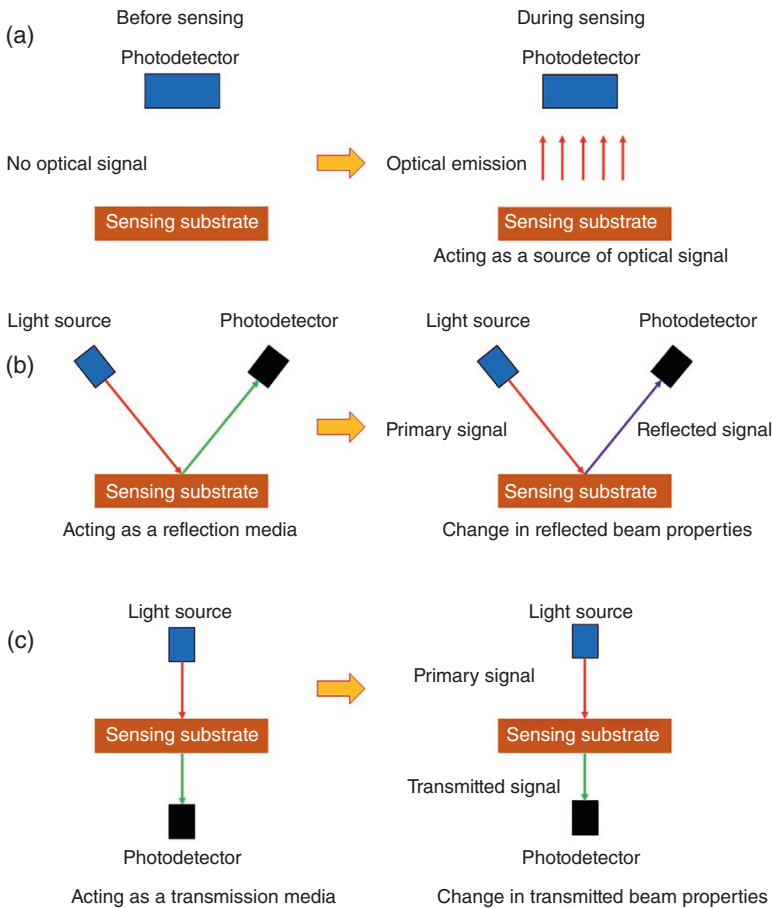 Before sensing
During sensing
(a)
Photodetector
Photodetector
No optical signal
Optical emission
Sensing substrate
Sensing substrate
Acting as a source of optical signal
Light source
Photodetector
Light source
Photodetector
(b)
Primary signal
Reflected signal
Sensing substrate
Sensing substrate
Acting as a reflection media
Change in reflected beam properties
Light source
Light source
(c)
Primary signal
Sensing substrate
Sensing substrate
Transmitted signal
Photodetector
Photodetector
Acting as a transmission media
Change in transmitted beam properties